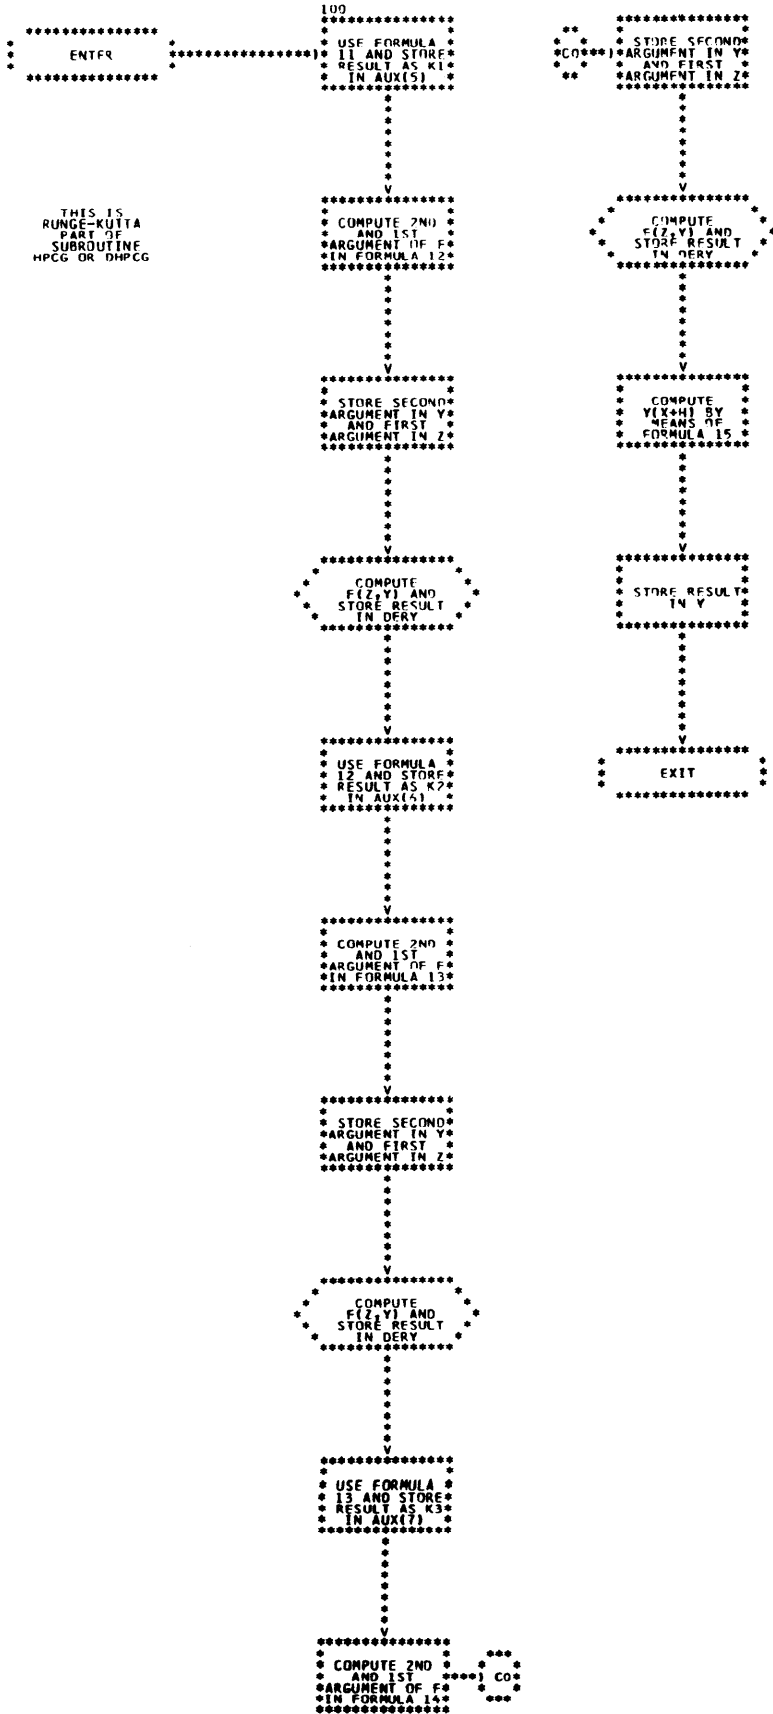 ENTER
THIS IS
RUNGE-KUTTA
PART OF
SUBROUTINE
HPCG OR DHPCG
100
USE FORMULA
11 AND STORE
RESULT AS K1
IN AUX(5)
COMPUTE 2ND
AND 1ST
ARGUMENT OF F
IN FORMULA 12
STORE SECOND
ARGUMENT IN Y
AND FIRST
ARGUMENT IN Z
COMPUTE
F(Z,Y) AND
STORE RESULT
IN DERY
USE FORMULA
12 AND STORE
RESULT AS K2
IN AUX(6)
COMPUTE 2ND
AND 1ST
ARGUMENT OF F
IN FORMULA 13
STORE SECOND
ARGUMENT IN Y
AND FIRST
ARGUMENT IN Z
COMPUTE
F(Z,Y) AND
STORE RESULT
IN DERY
USE FORMULA
13 AND STORE
RESULT AS K3
IN AUX(7)
COMPUTE 2ND
AND 1ST
ARGUMENT OF F
IN FORMULA 14
CO
CO
STORE SECOND
ARGUMENT IN Y
AND FIRST
ARGUMENT IN Z
COMPUTE
F(Z,Y) AND
STORE RESULT
IN DERY
COMPUTE
Y(X+H) BY
MEANS OF
FORMULA 15
STORE RESULT
IN Y
EXIT